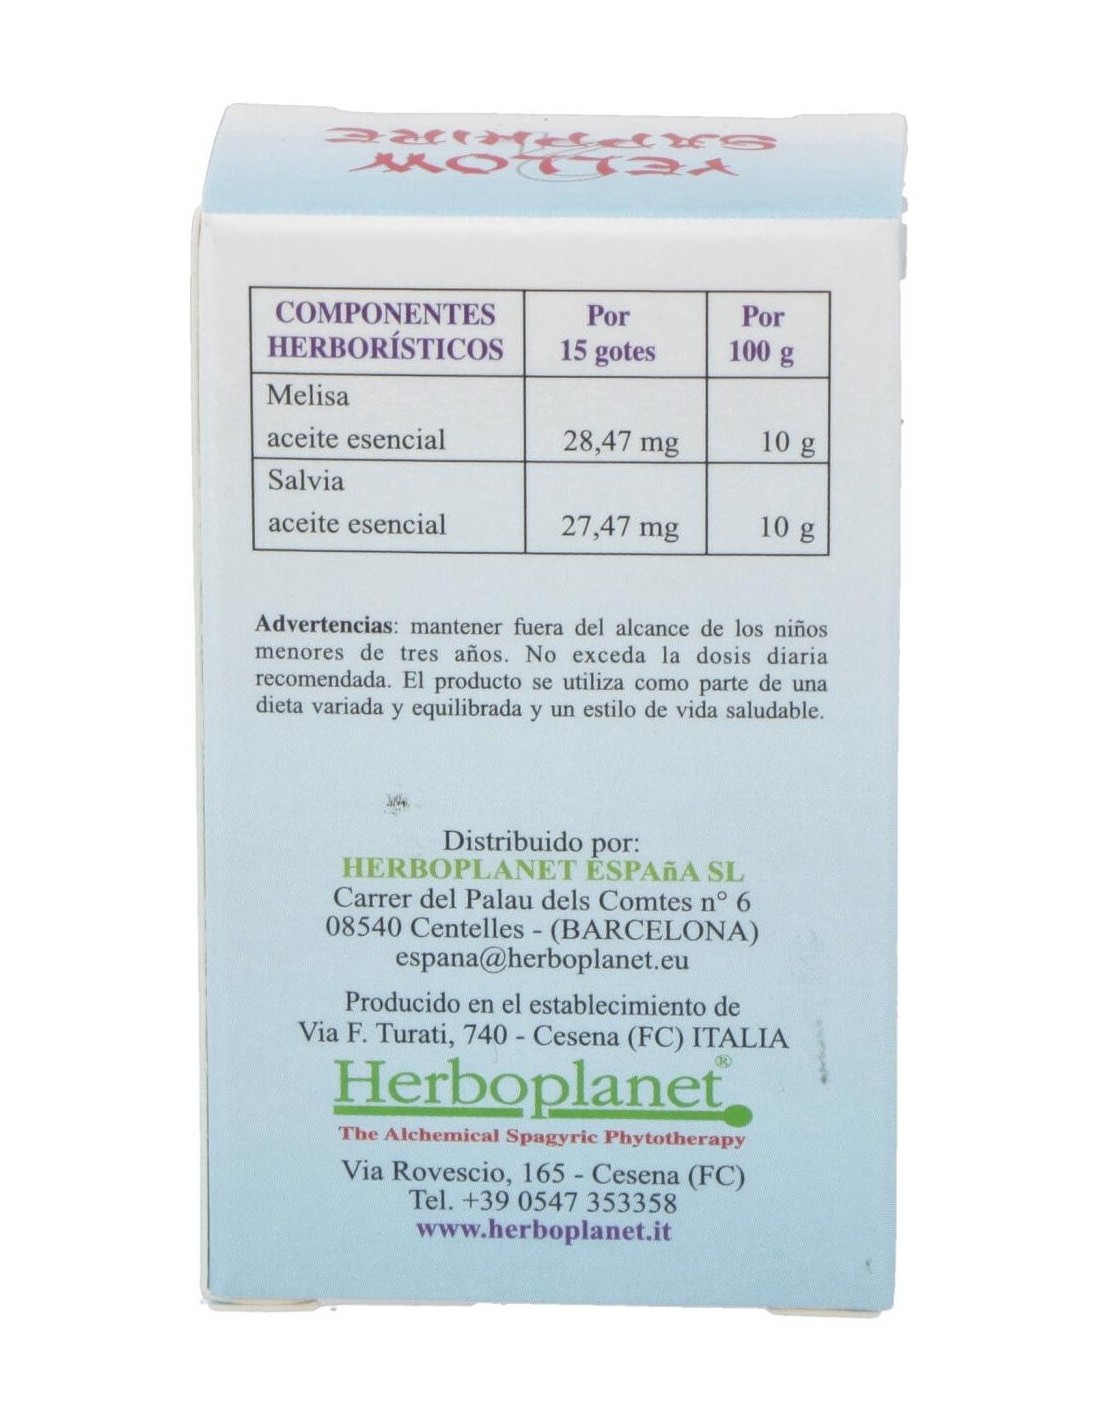 YELLOW
SAPPHIRE
COMPONENTES HERBORÍSTICOS Por 15 gotes Por 100 g
Melisa
aceite esencial 28,47 mg 10 g
Salvia
aceite esencial 27,47 mg 10 g
Advertencias: mantener fuera del alcance de los niños
menores de tres años. No exceda la dosis diaria
recomendada. El producto se utiliza como parte de una
dieta variada y equilibrada y un estilo de vida saludable.
Distribuido por:
HERBOPLANET ESPAñA SL
Carrer del Palau dels Comtes n° 6
08540 Centelles - (BARCELONA)
espana@herboplanet.eu
Producido en el establecimiento de
Via F. Turati, 740 - Cesena (FC) ITALIA
Herboplanet®
The Alchemical Spagyric Phytotherapy
Via Rovescio, 165 - Cesena (FC)
Tel. +39 0547 353358
www.herboplanet.it